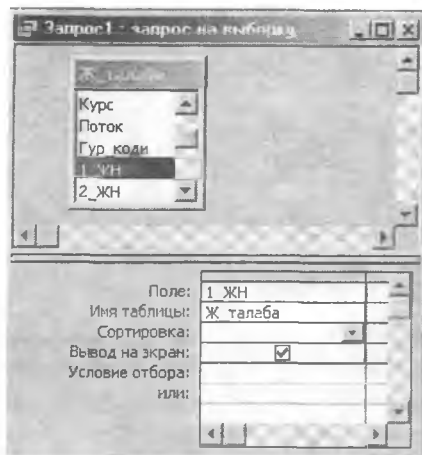 Запрос1 - запрос на выборку
Ж_талаба
Курс
Поток
Гур_коди
1_ЖН
2_ЖН
Поле: 1_ЖН
Имя таблицы: Ж_талаба
Сортировка:
Вывод на экран:
Условие отбора:
или: